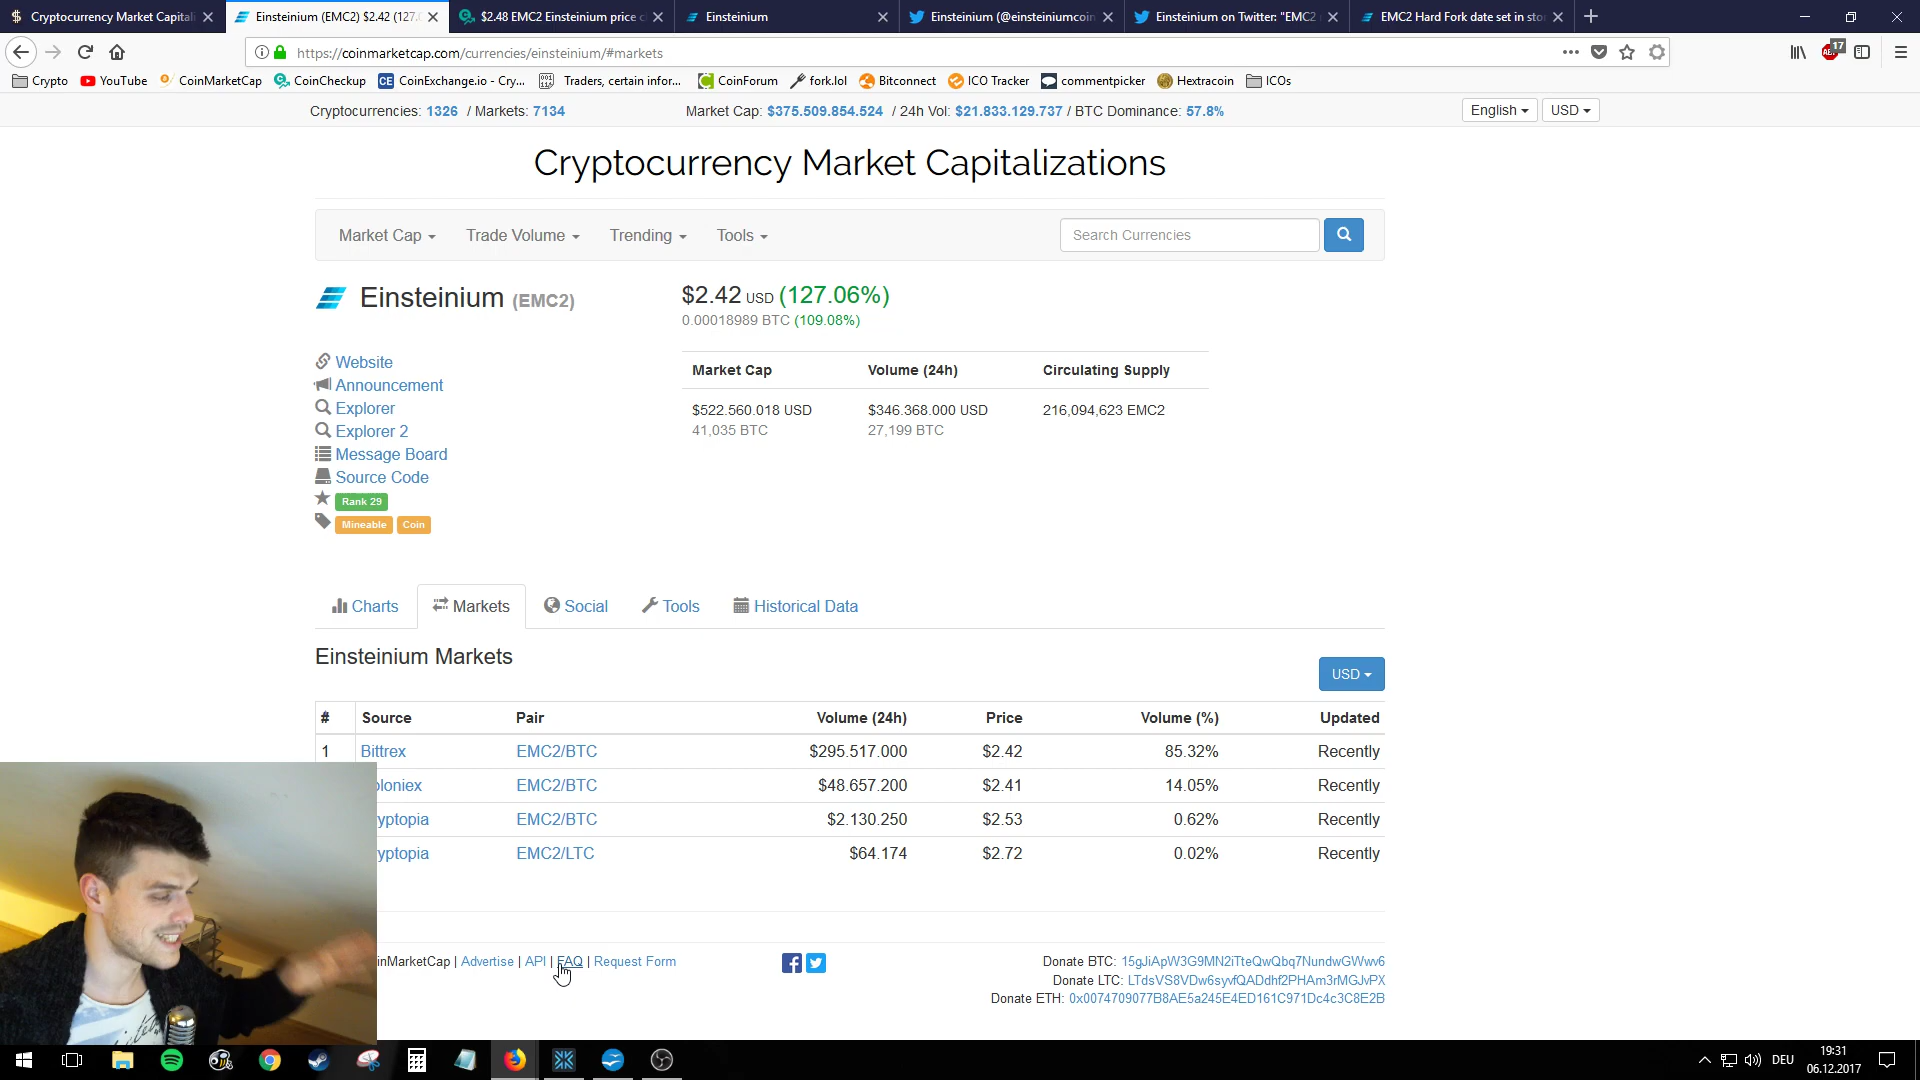 Cryptocurrency Market Capitali
Einsteinium (EMC2) $2.42 (127.
$2.48 EMC2 Einsteinium price c
Einsteinium
Einsteinium (@einsteiniumcoin
Einsteinium on Twitter: "EMC2
EMC2 Hard Fork date set in sto
https://coinmarketcap.com/currencies/einsteinium/#markets
17
Crypto
YouTube
CoinMarketCap
CoinCheckup
CE CoinExchange.io - Cry...
Traders, certain infor...
CoinForum
fork.lol
Bitconnect
ICO Tracker
commentpicker
Hextracoin
ICOs
Cryptocurrencies: 1326 / Markets: 7134
Market Cap: $375.509.854.524 / 24h Vol: $21.833.129.737 / BTC Dominance: 57.8%
English
USD
Cryptocurrency Market Capitalizations
Market Cap
Trade Volume
Trending
Tools
Search Currencies
Einsteinium (EMC2)
$2.42 USD (127.06%)
0.00018989 BTC (109.08%)
Website
Announcement
Explorer
Explorer 2
Message Board
Source Code
Rank 29
Mineable Coin
Market Cap Volume (24h) Circulating Supply
$522.560.018 USD $346.368.000 USD 216,094,623 EMC2
41,035 BTC 27,199 BTC
Charts Markets Social Tools Historical Data
Einsteinium Markets
USD
# Source Pair Volume (24h) Price Volume (%) Updated
1 Bittrex EMC2/BTC $295.517.000 $2.42 85.32% Recently
oloniex EMC2/BTC $48.657.200 $2.41 14.05% Recently
ryptopia EMC2/BTC $2.130.250 $2.53 0.62% Recently
ryptopia EMC2/LTC $64.174 $2.72 0.02% Recently
inMarketCap | Advertise | API | FAQ | Request Form
Donate BTC: 15gJiApW3G9MN2iTteQwQbq7NundwGWwv6
Donate LTC: LTdsVS8VDw6syvfQADdhf2PHAm3rMGJvPX
Donate ETH: 0x0074709077B8AE5a245E4ED161C971Dc4c3C8E2B
DEU
19:31
06.12.2017